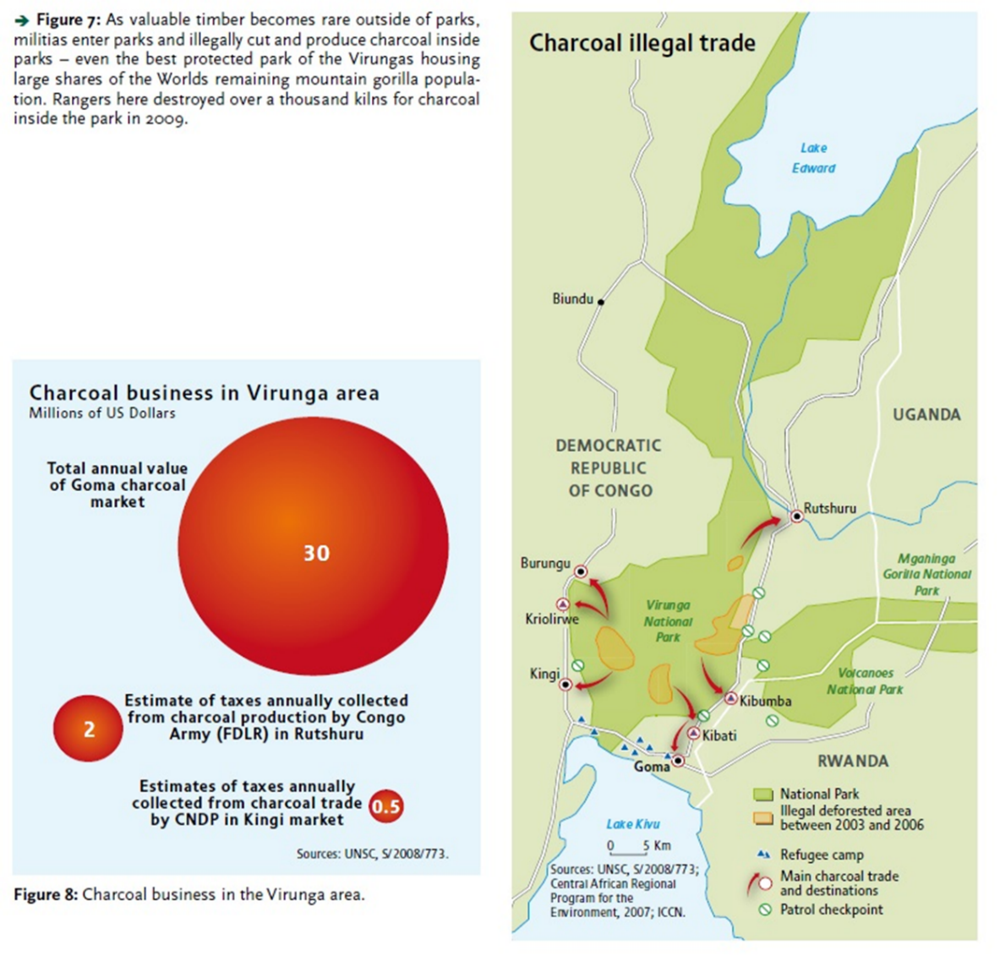 ➔ Figure 7: As valuable timber becomes rare outside of parks,
militias enter parks and illegally cut and produce charcoal inside
parks – even the best protected park of the Virungas housing
large shares of the Worlds remaining mountain gorilla popula-
tion. Rangers here destroyed over a thousand kilns for charcoal
inside the park in 2009.
Charcoal business in Virunga area
Millions of US Dollars
Total annual value
of Goma charcoal
market
30
2
Estimate of taxes annually collected
from charcoal production by Congo
Army (FDLR) in Rutshuru
Estimates of taxes annually
collected from charcoal trade
by CNDP in Kingi market
0.5
Sources: UNSC, S/2008/773.
Figure 8: Charcoal business in the Virunga area.
Charcoal illegal trade
Lake
Edward
Biundu
UGANDA
DEMOCRATIC
REPUBLIC
OF CONGO
Rutshuru
Burungu
Mgahinga
Gorilla National
Park
Kriolirwe
Virunga
National
Park
Kingi
Volcanoes
National Park
Kibumba
Kibati
Goma
RWANDA
National Park
Illegal deforested area
between 2003 and 2006
Refugee camp
Main charcoal trade
and destinations
Patrol checkpoint
Lake Kivu
0 5 Km
Sources: UNSC, S/2008/773;
Central African Regional
Program for the
Environment, 2007; ICCN.